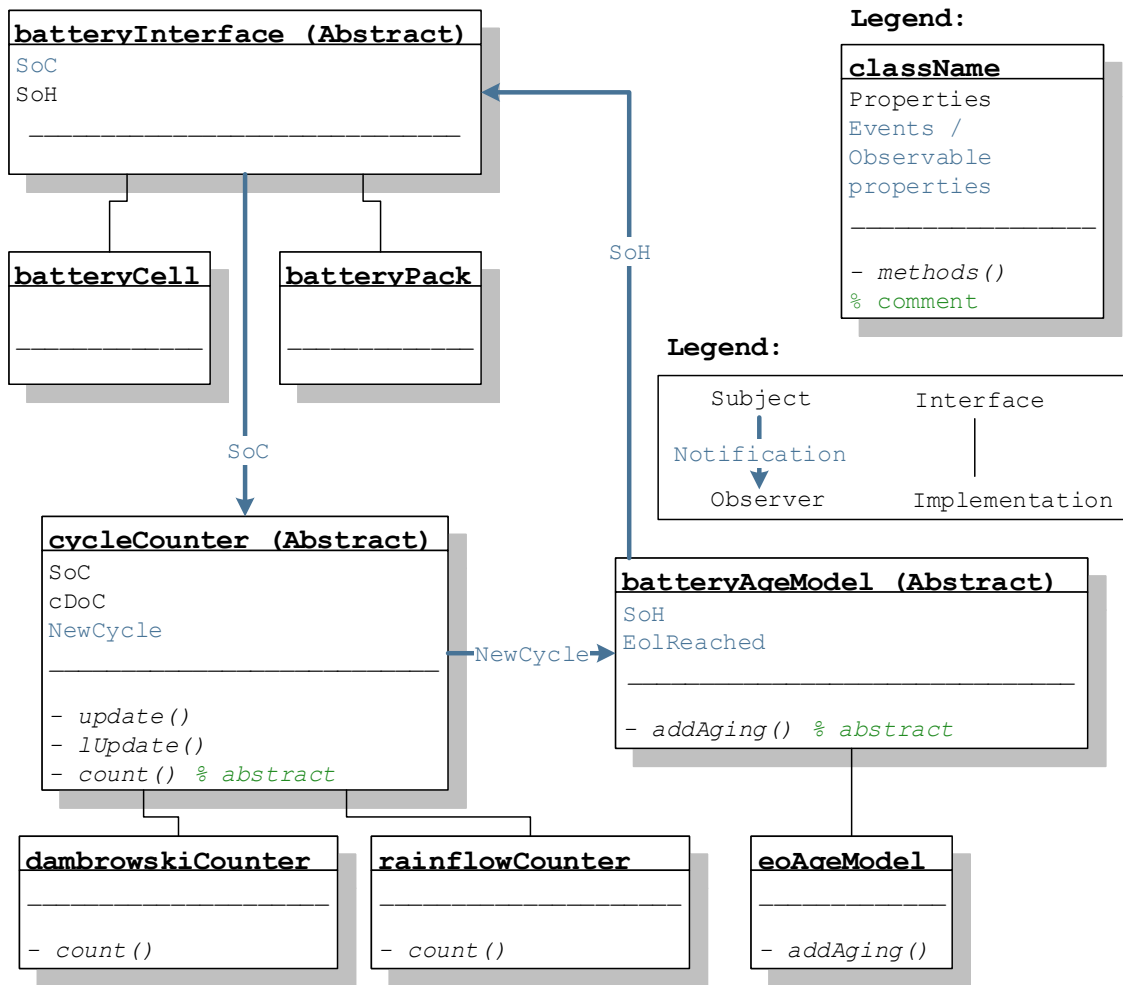 batteryInterface (Abstract)
SoC
SoH
batteryCell
batteryPack
SoC
SoH
Legend:
className
Properties
Events /
Observable
properties
- methods()
% comment
Legend:
Subject
Notification
Observer
Interface
Implementation
cycleCounter (Abstract)
SoC
cDoC
NewCycle
- update()
- lUpdate()
- count() % abstract
NewCycle
batteryAgeModel (Abstract)
SoH
EolReached
- addAging() % abstract
dambrowskiCounter
- count()
rainflowCounter
- count()
eoAgeModel
- addAging()